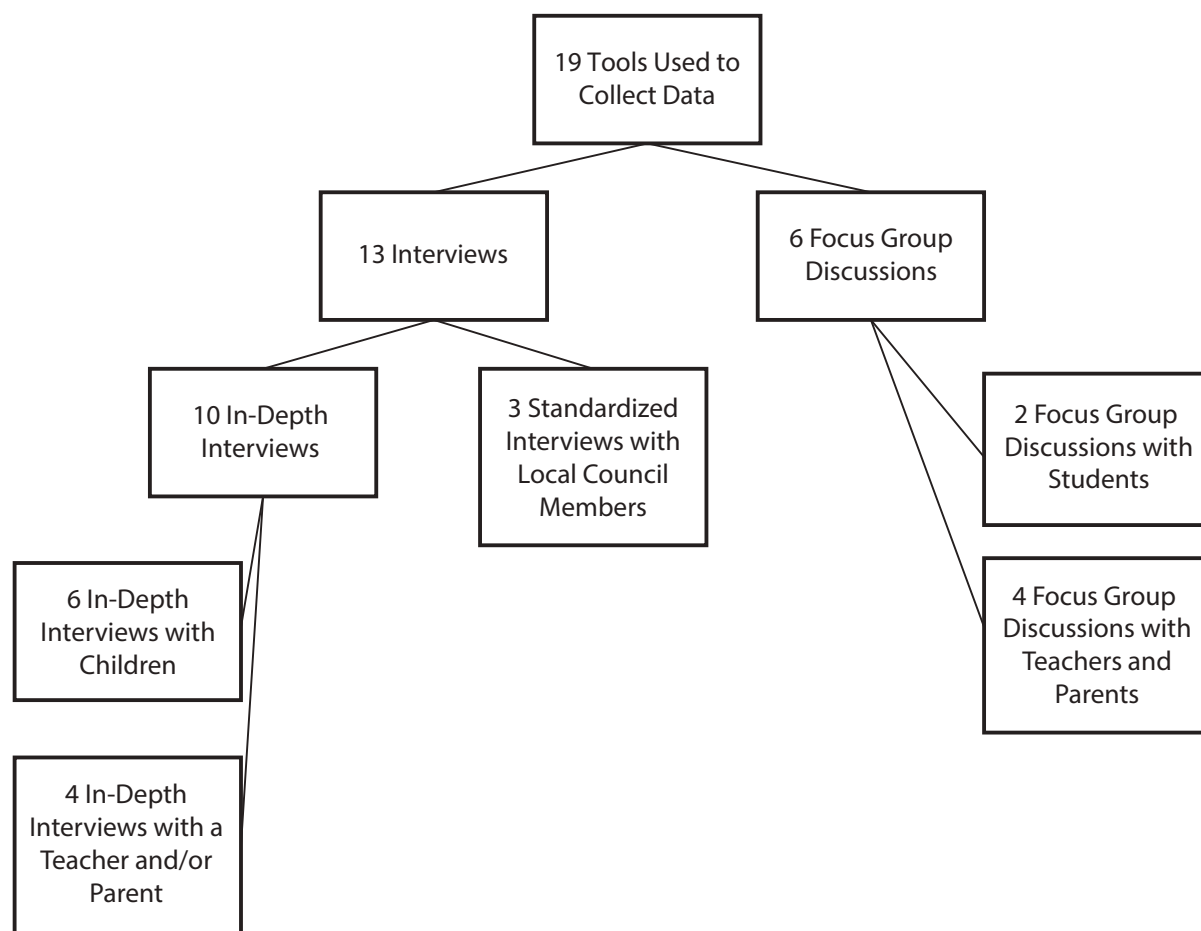 19 Tools Used to
Collect Data
13 Interviews
6 Focus Group
Discussions
10 In-Depth
Interviews
3 Standardized
Interviews with
Local Council
Members
2 Focus Group
Discussions with
Students
6 In-Depth
Interviews with
Children
4 Focus Group
Discussions with
Teachers and
Parents
4 In-Depth
Interviews with a
Teacher and/or
Parent